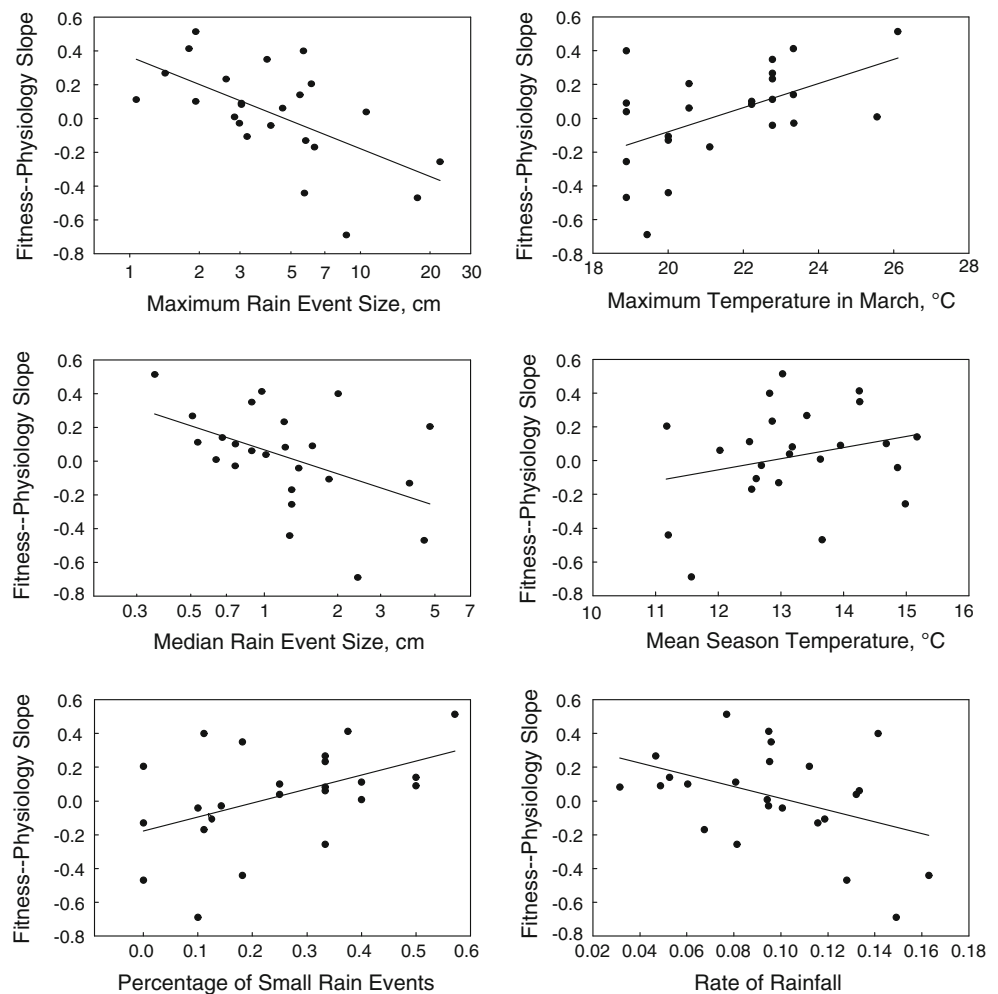 Fitness--Physiology Slope
0.6
0.4
0.2
0.0
-0.2
-0.4
-0.6
-0.8
1 2 3 5 7 10 20 30
Maximum Rain Event Size, cm
Fitness--Physiology Slope
0.6
0.4
0.2
0.0
-0.2
-0.4
-0.6
-0.8
18 20 22 24 26 28
Maximum Temperature in March, °C
Fitness--Physiology Slope
0.6
0.4
0.2
0.0
-0.2
-0.4
-0.6
-0.8
0.3 0.5 0.7 1 2 3 5 7
Median Rain Event Size, cm
Fitness--Physiology Slope
0.6
0.4
0.2
0.0
-0.2
-0.4
-0.6
-0.8
10 11 12 13 14 15 16
Mean Season Temperature, °C
Fitness--Physiology Slope
0.6
0.4
0.2
0.0
-0.2
-0.4
-0.6
-0.8
0.0 0.1 0.2 0.3 0.4 0.5 0.6
Percentage of Small Rain Events
Fitness--Physiology Slope
0.6
0.4
0.2
0.0
-0.2
-0.4
-0.6
-0.8
0.02 0.04 0.06 0.08 0.10 0.12 0.14 0.16 0.18
Rate of Rainfall